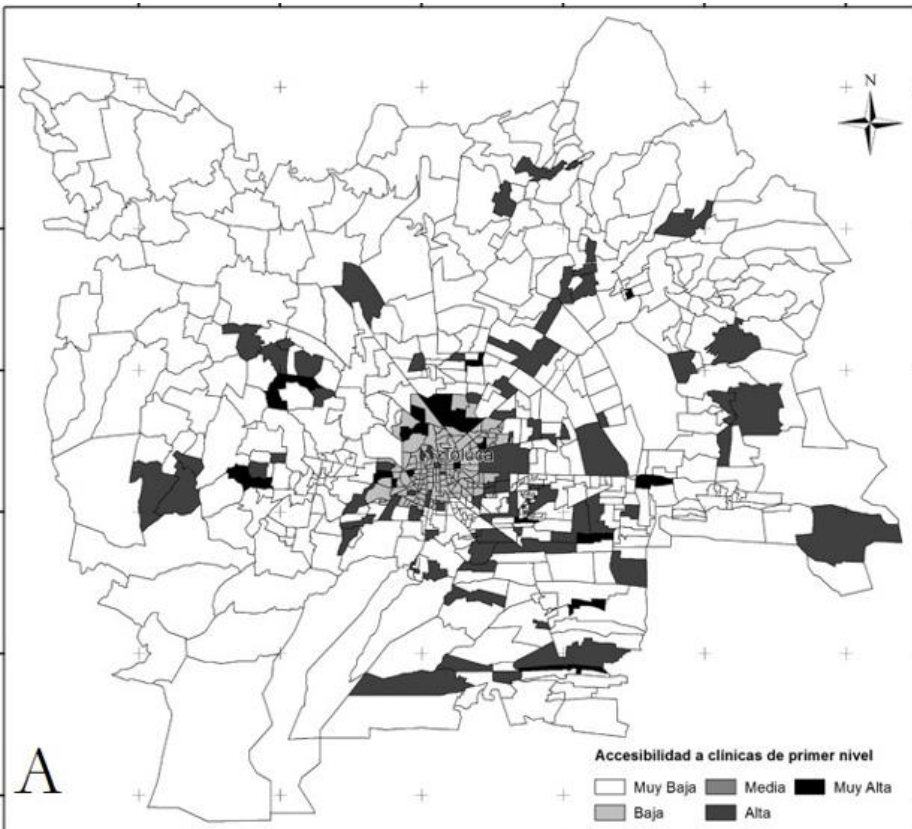 N
Toluca
A
Accesibilidad a clínicas de primer nivel
Muy Baja Media Muy Alta
Baja Alta